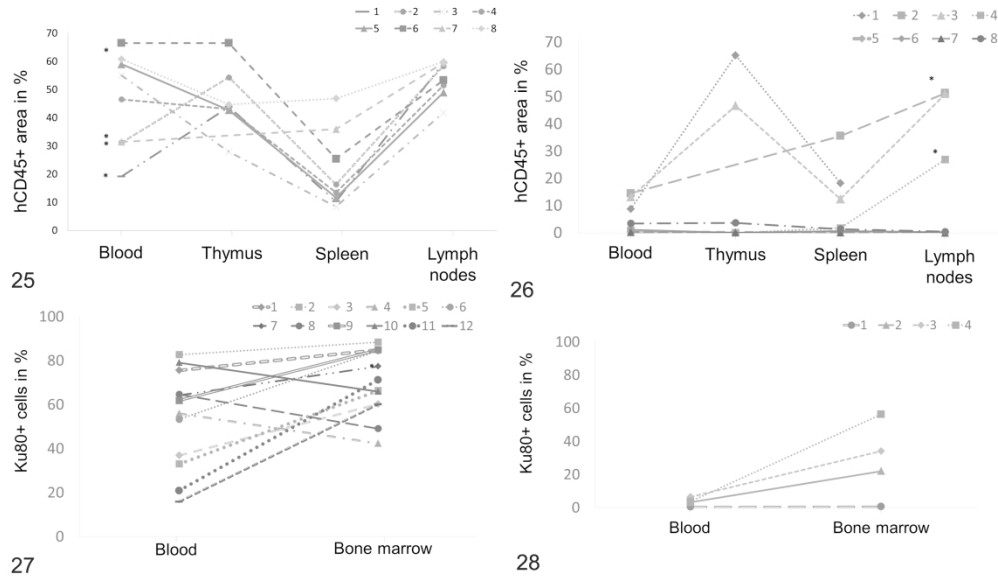 1 2 3 4
5 6 7 8
hCD45+ area in %
70
60
50
40
30
20
10
0
*
*
*
*
Blood Thymus Spleen Lymph nodes
25
1 2 3 4
5 6 7 8
hCD45+ area in %
70
60
50
40
30
20
10
0
*
*
Blood Thymus Spleen Lymph
nodes
26
1 2 3 4 5 6
7 8 9 10 11 12
Ku80+ cells in %
100
80
60
40
20
0
Blood Bone marrow
27
1 2 3 4
Ku80+ cells in %
100
80
60
40
20
0
Blood Bone marrow
28